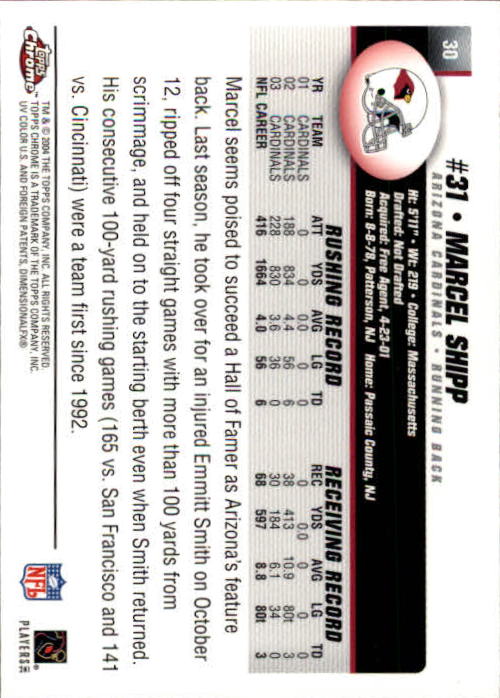 30
#31 • MARCEL SHIPP
ARIZONA CARDINALS • RUNNING BACK
Ht: 5'11" • Wt: 219 • College: Massachusetts
Drafted: Not Drafted
Acquired: Free Agent, 4-23-01
Born: 8-8-78, Patterson, NJ Home: Passaic County, NJ
RUSHING RECORD RECEIVING RECORD
YR TEAM ATT YDS AVG LG TD REC YDS AVG LG TD
01 CARDINALS 0 0 0.0 0 0 0 0 0.0 0 0
02 CARDINALS 188 834 4.4 56 6 38 413 10.9 80t 3
03 CARDINALS 228 830 3.6 36 0 30 184 6.1 34 0
NFL CAREER 416 1664 4.0 56 6 68 597 8.8 80t 3
Marcel seems poised to succeed a Hall of Famer as Arizona's feature
back. Last season, he took over for an injured Emmitt Smith on October
12, ripped off four straight games with more than 100 yards from
scrimmage, and held on to the starting berth even when Smith returned.
His consecutive 100-yard rushing games (165 vs. San Francisco and 141
vs. Cincinnati) were a team first since 1992.
Topps Chrome
TM & © 2004 THE TOPPS COMPANY, INC. ALL RIGHTS RESERVED.
TOPPS CHROME IS A TRADEMARK OF THE TOPPS COMPANY, INC.
UV COLOR U.S. AND FOREIGN PATENTS, DIMENSIONALFX®
NFL
PLAYERS INC